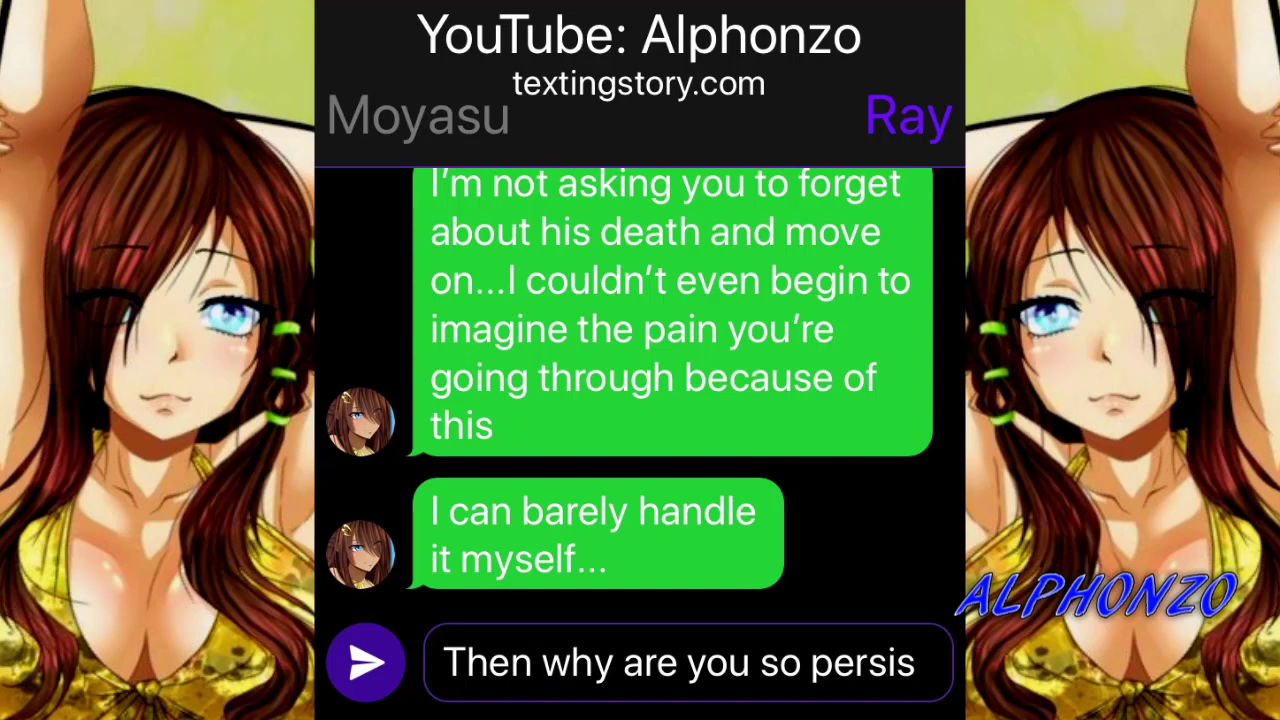 YouTube: Alphonzo
textingstory.com
Moyasu
Ray
I’m not asking you to forget
about his death and move
on...I couldn’t even begin to
imagine the pain you’re
going through because of
this
I can barely handle
it myself...
ALPHONZO
Then why are you so persis